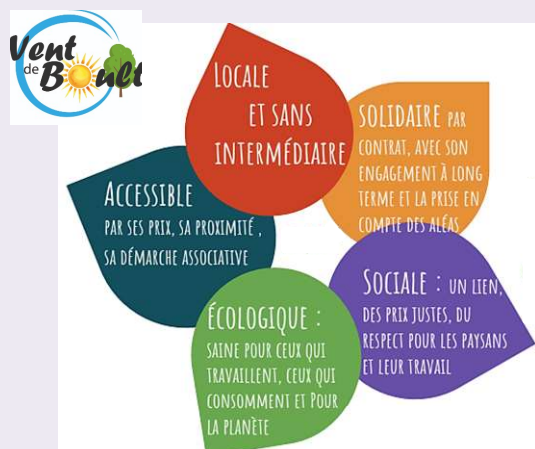 Vent
de Boult
LOCALE
ET SANS
INTERMÉDIAIRE
SOLIDAIRE PAR
CONTRAT, AVEC SON
ENGAGEMENT À LONG
TERME ET LA PRISE EN
COMPTE DES ALÉAS
ACCESSIBLE
PAR SES PRIX, SA PROXIMITÉ,
SA DÉMARCHE ASSOCIATIVE
SOCIALE : UN LIEN,
DES PRIX JUSTES, DU
RESPECT POUR LES PAYSANS
ET LEUR TRAVAIL
ÉCOLOGIQUE :
SAINE POUR CEUX QUI
TRAVAILLENT, CEUX QUI
CONSOMMENT ET POUR
LA PLANÈTE